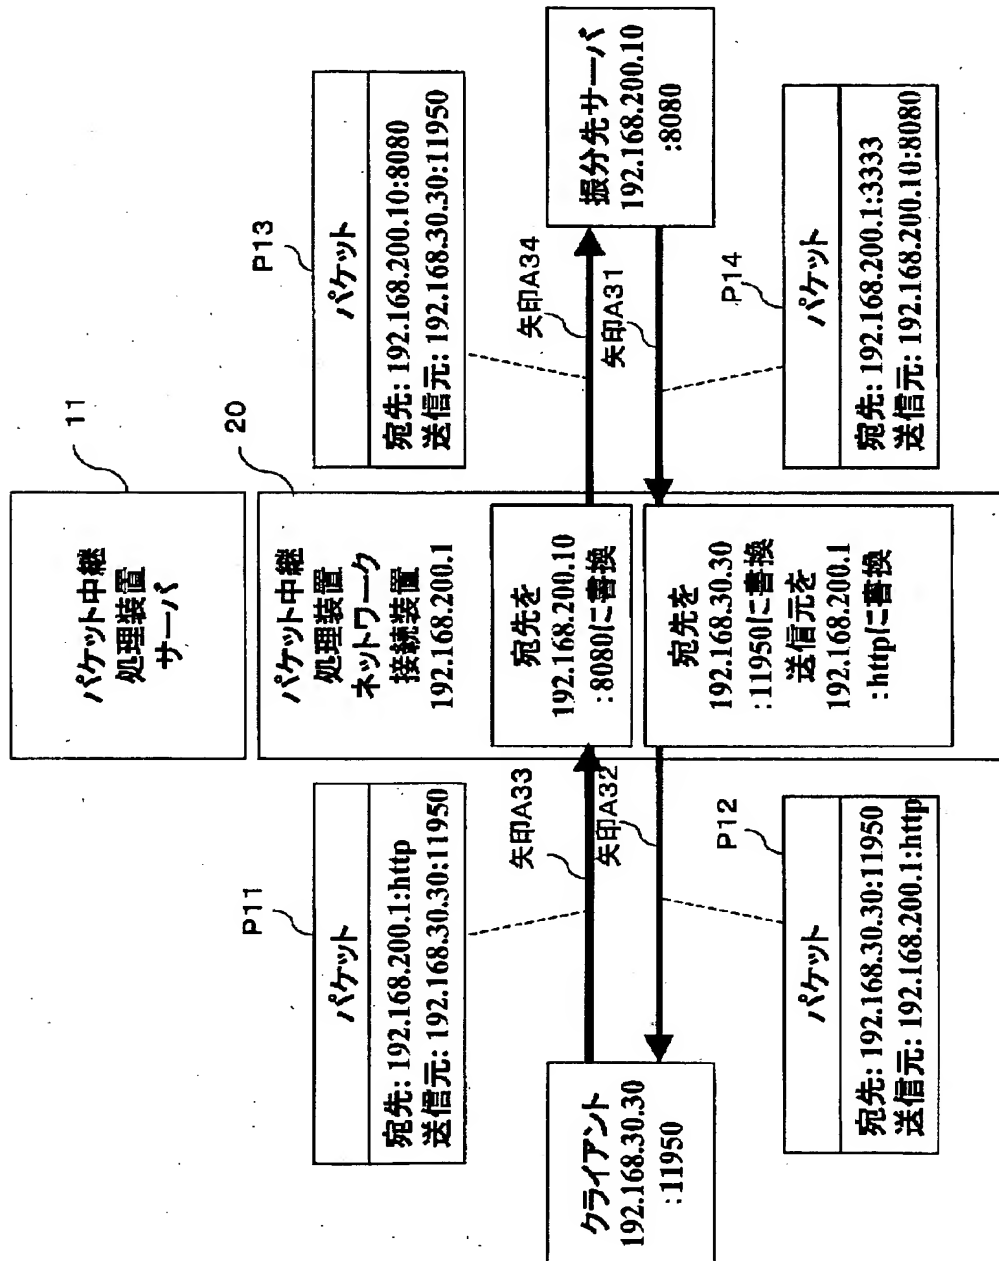 パケット中継
処理装置
サーバ
11
パケット中継
処理装置
ネットワーク
接続装置
192.168.200.1
20
P11
パケット
宛先: 192.168.200.1:http
送信元: 192.168.30.30:11950
P13
パケット
宛先: 192.168.200.10:8080
送信元: 192.168.30.30:11950
クライアント
192.168.30.30
:11950
矢印A33
矢印A32
宛先を
192.168.200.10
:8080に書換
宛先を
192.168.30.30
:11950に書換
送信元を
192.168.200.1
:httpに書換
矢印A34
矢印A31
振分先サーバ
192.168.200.10
:8080
P12
パケット
宛先: 192.168.30.30:11950
送信元: 192.168.200.1:http
P14
パケット
宛先: 192.168.200.1:3333
送信元: 192.168.200.10:8080